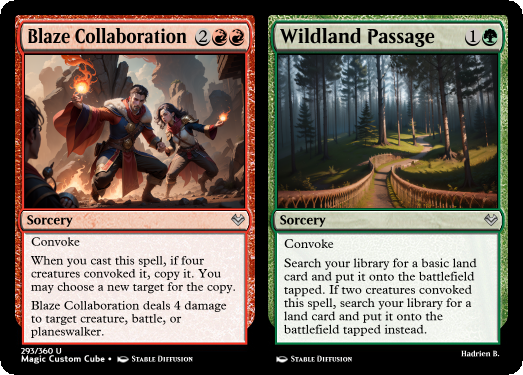 Blaze Collaboration 2
Sorcery
Convoke
When you cast this spell, if four
creatures convoked it, copy it. You
may choose a new target for the copy.
Blaze Collaboration deals 4 damage
to target creature, battle, or
planeswalker.
293/360 U
Magic Custom Cube • Stable Diffusion
Wildland Passage 1
Sorcery
Convoke
Search your library for a basic land
card and put it onto the battlefield
tapped. If two creatures convoked
this spell, search your library for a
land card and put it onto the
battlefield tapped instead.
Stable Diffusion
Hadrien B.